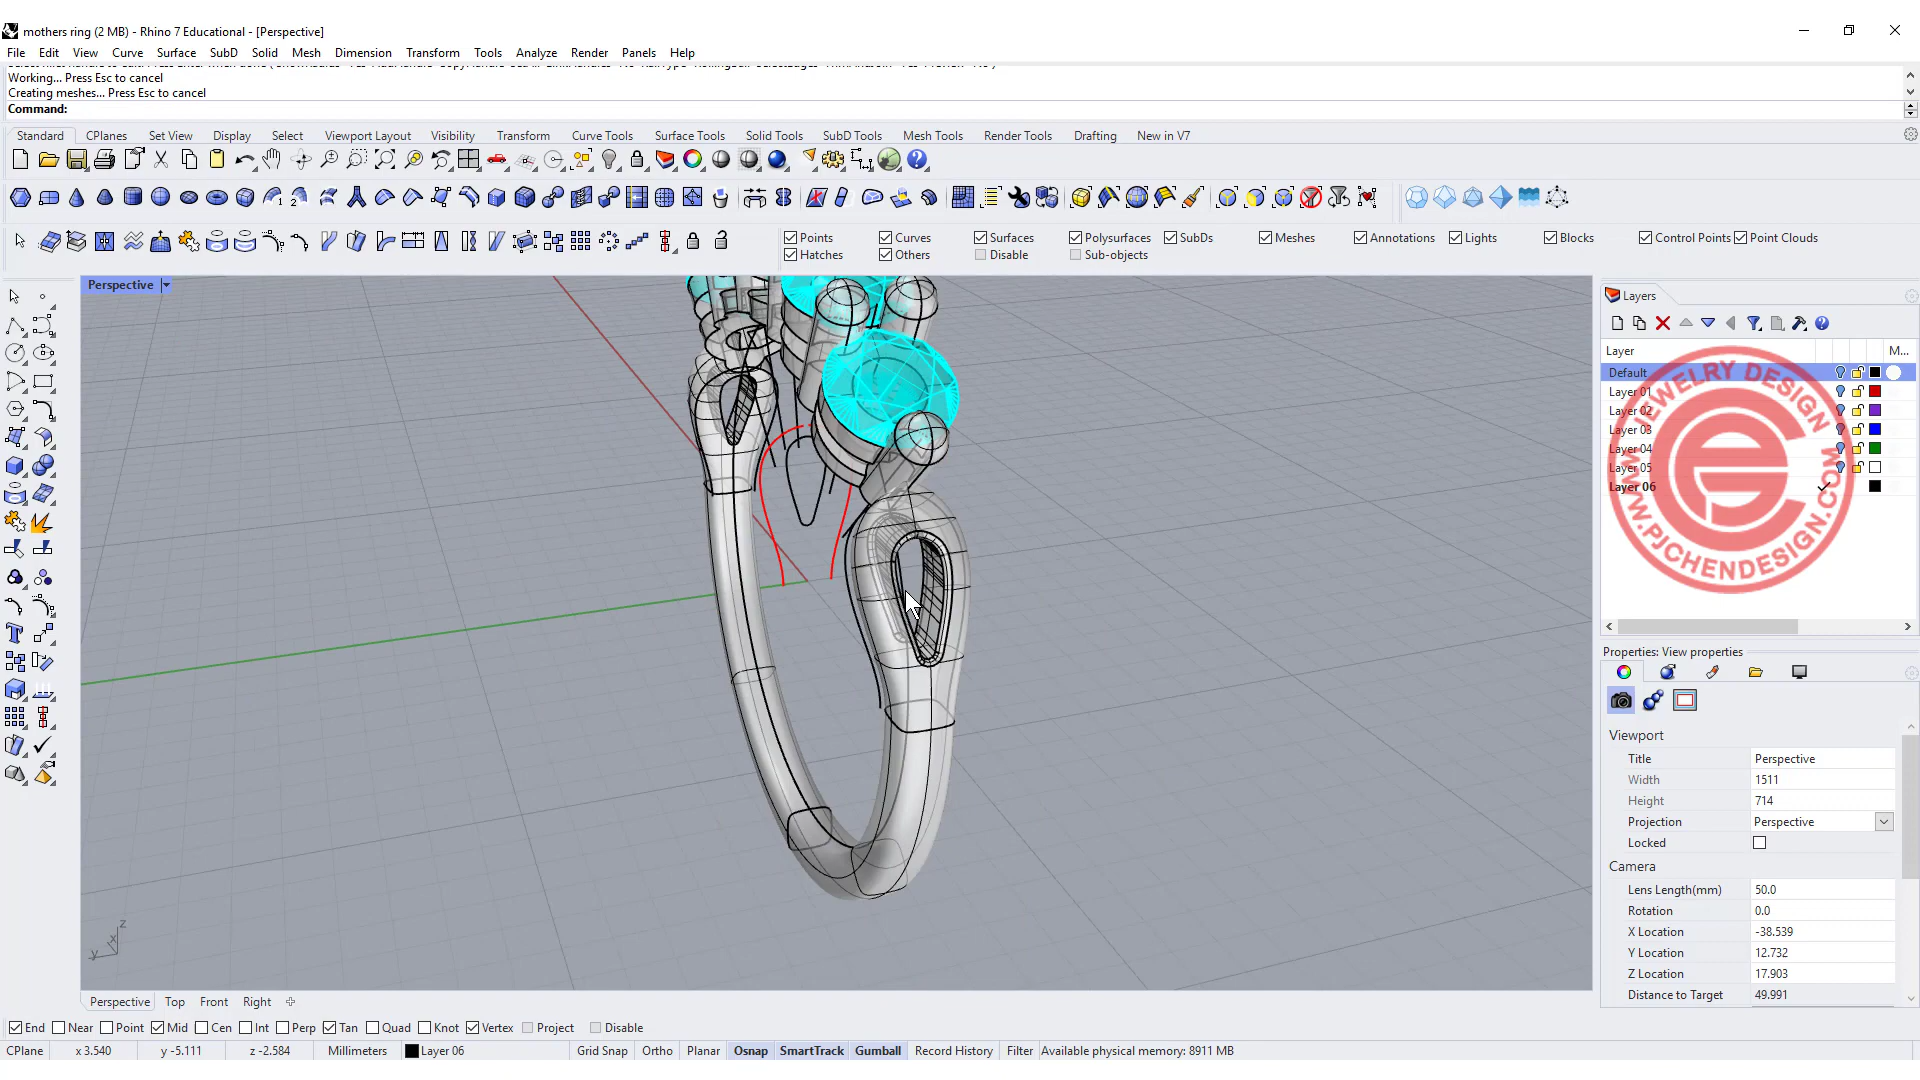 mothers ring (2 MB) - Rhino 7 Educational - [Perspective]
File Edit View Curve Surface SubD Solid Mesh Dimension Transform Tools Analyze Render Panels Help
Working... Press Esc to cancel
Creating meshes... Press Esc to cancel
Command:
Standard CPlanes Set View Display Select Viewport Layout Visibility Transform Curve Tools Surface Tools Solid Tools SubD Tools Mesh Tools Render Tools Drafting New in V7
Points Curves Surfaces Polysurfaces SubDs Meshes Annotations Lights Blocks Control Points Point Clouds
Hatches Others Disable Sub-objects
Perspective
Layers
Layer M...
Default
Layer 01
Layer 02
Layer 03
Layer 04
Layer 05
Layer 06
JEWELRY DESIGN
WWW.PJCHENDESIGN.COM
Properties: View properties
Viewport
Title Perspective
Width 1511
Height 714
Projection Perspective
Locked
Camera
Lens Length(mm) 50.0
Rotation 0.0
X Location -38.539
Y Location 12.732
Z Location 17.903
Distance to Target 49.991
z
x
y
Perspective Top Front Right
End Near Point Mid Cen Int Perp Tan Quad Knot Vertex Project Disable
CPlane x 3.540 y -5.111 z -2.584 Millimeters Layer 06 Grid Snap Ortho Planar Osnap SmartTrack Gumball Record History Filter Available physical memory: 8911 MB